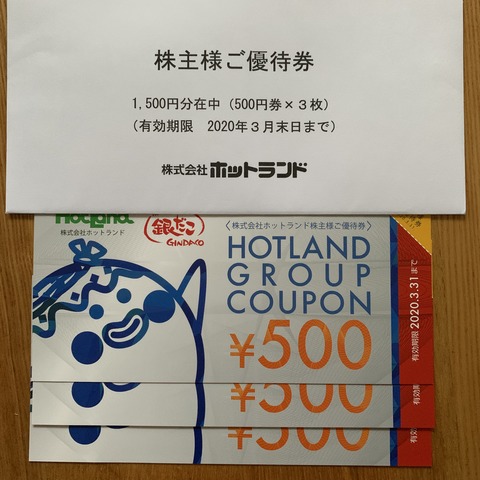 株主様ご優待券
1,500円分在中（500円券×３枚）
（有効期限　2020年３月末日まで）
株式会社ホットランド
HotLand
株式会社ホットランド
銀だこ
GINDACO
〈株式会社ホットランド株主様ご優待券〉
HOTLAND
GROUP
COUPON
¥500
有効期限2020.3.31まで
¥500
¥500